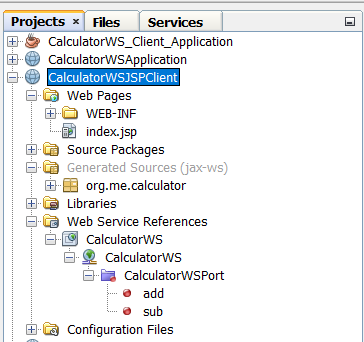 Projects × Files Services
CalculatorWS_Client_Application
CalculatorWSApplication
CalculatorWSJSPClient
Web Pages
WEB-INF
index.jsp
Source Packages
Generated Sources (jax-ws)
org.me.calculator
Libraries
Web Service References
CalculatorWS
CalculatorWS
CalculatorWSPort
add
sub
Configuration Files